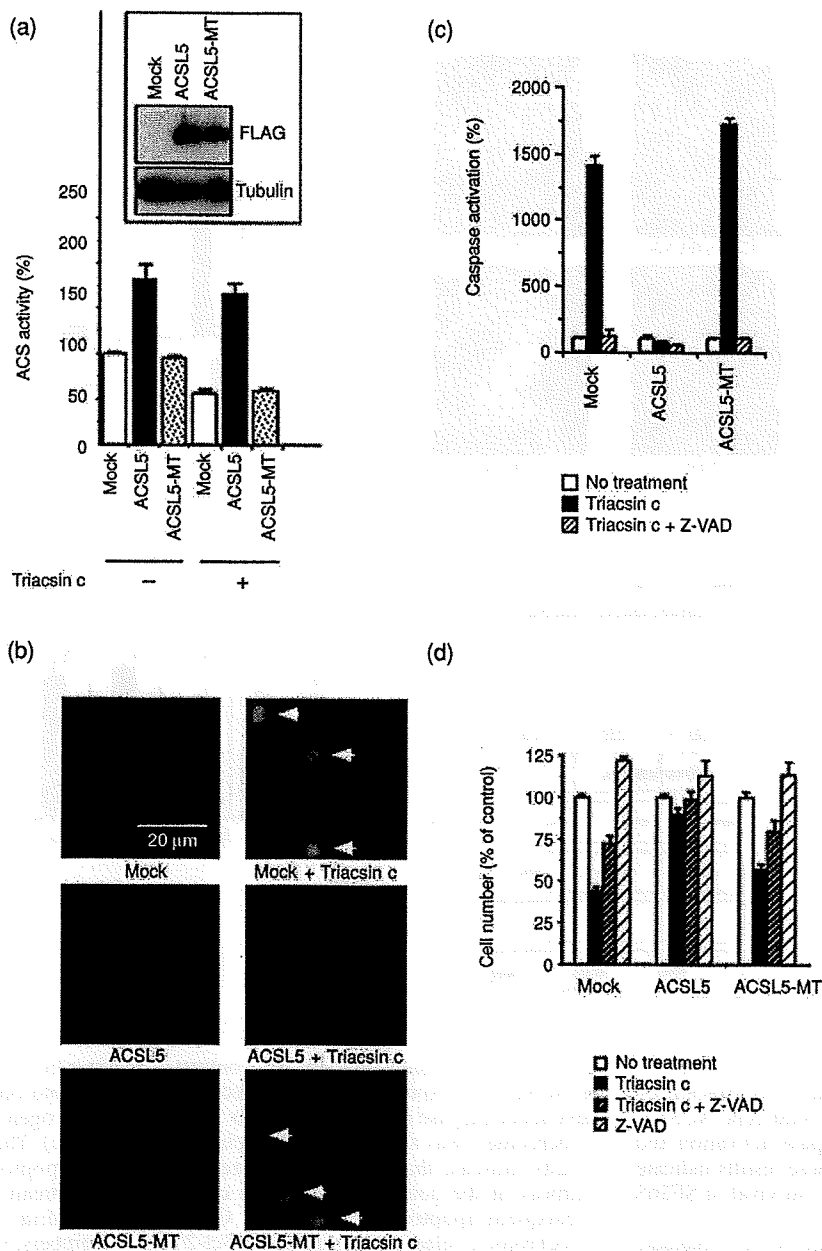 (a)
Mock
ACSL5
ACSL5-MT
FLAG
Tubulin
ACS activity (%)
250
200
150
100
50
0
Mock
ACSL5
ACSL5-MT
Mock
ACSL5
ACSL5-MT
Triacsin c
–
+
(c)
Caspase activation (%)
2000
1500
1000
500
0
Mock
ACSL5
ACSL5-MT
No treatment
Triacsin c
Triacsin c + Z-VAD
(b)
20 μm
Mock
Mock + Triacsin c
ACSL5
ACSL5 + Triacsin c
ACSL5-MT
ACSL5-MT + Triacsin c
(d)
Cell number (% of control)
125
100
75
50
25
0
Mock
ACSL5
ACSL5-MT
No treatment
Triacsin c
Triacsin c + Z-VAD
Z-VAD